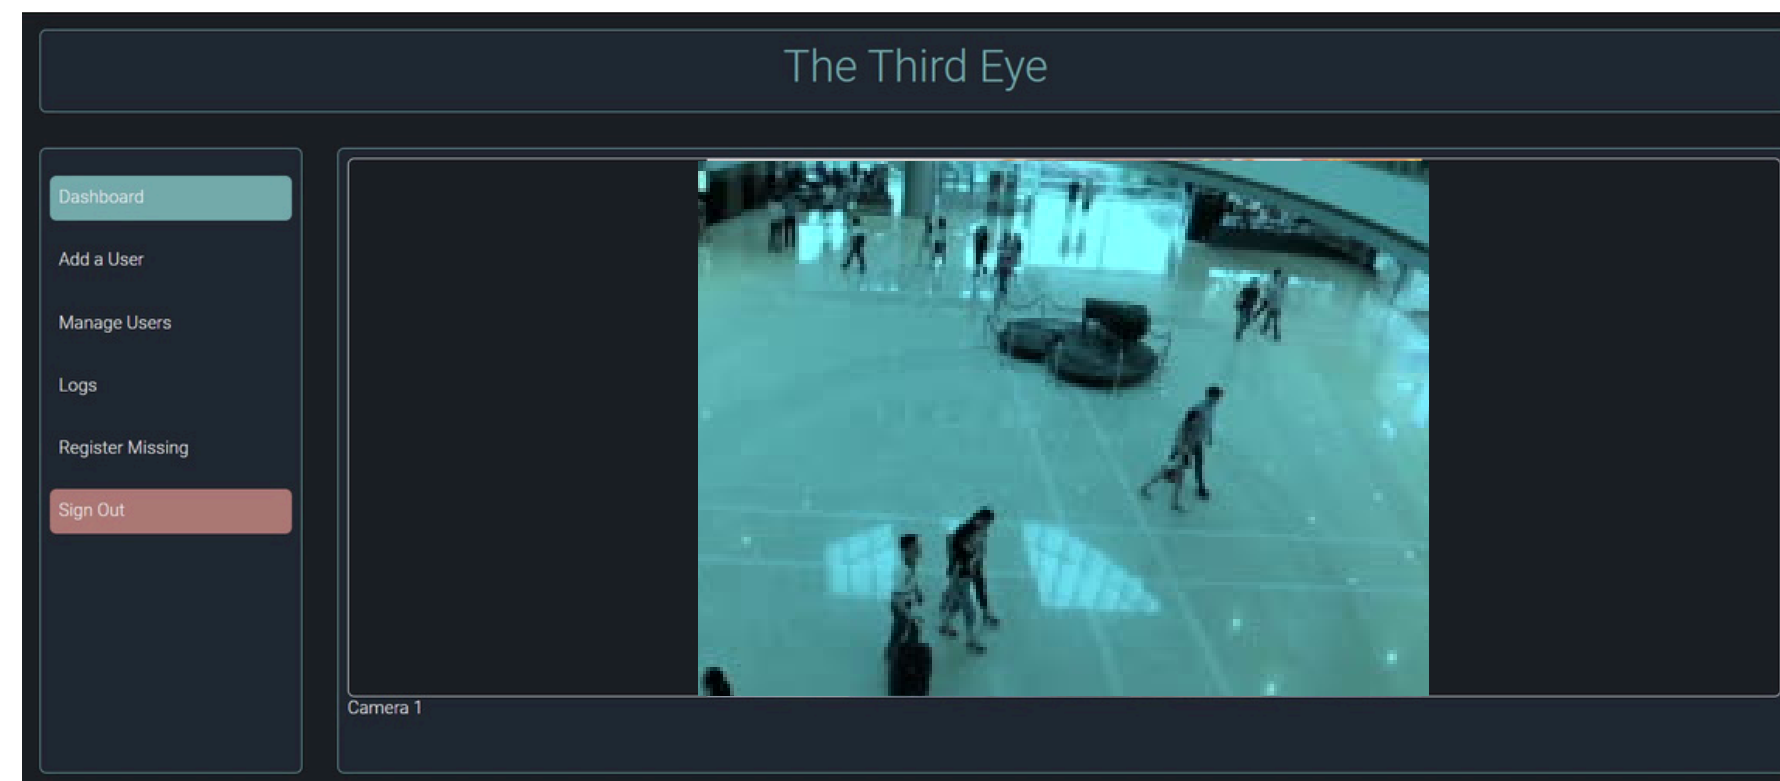 The Third Eye
Dashboard
Add a User
Manage Users
Logs
Register Missing
Sign Out
Camera 1